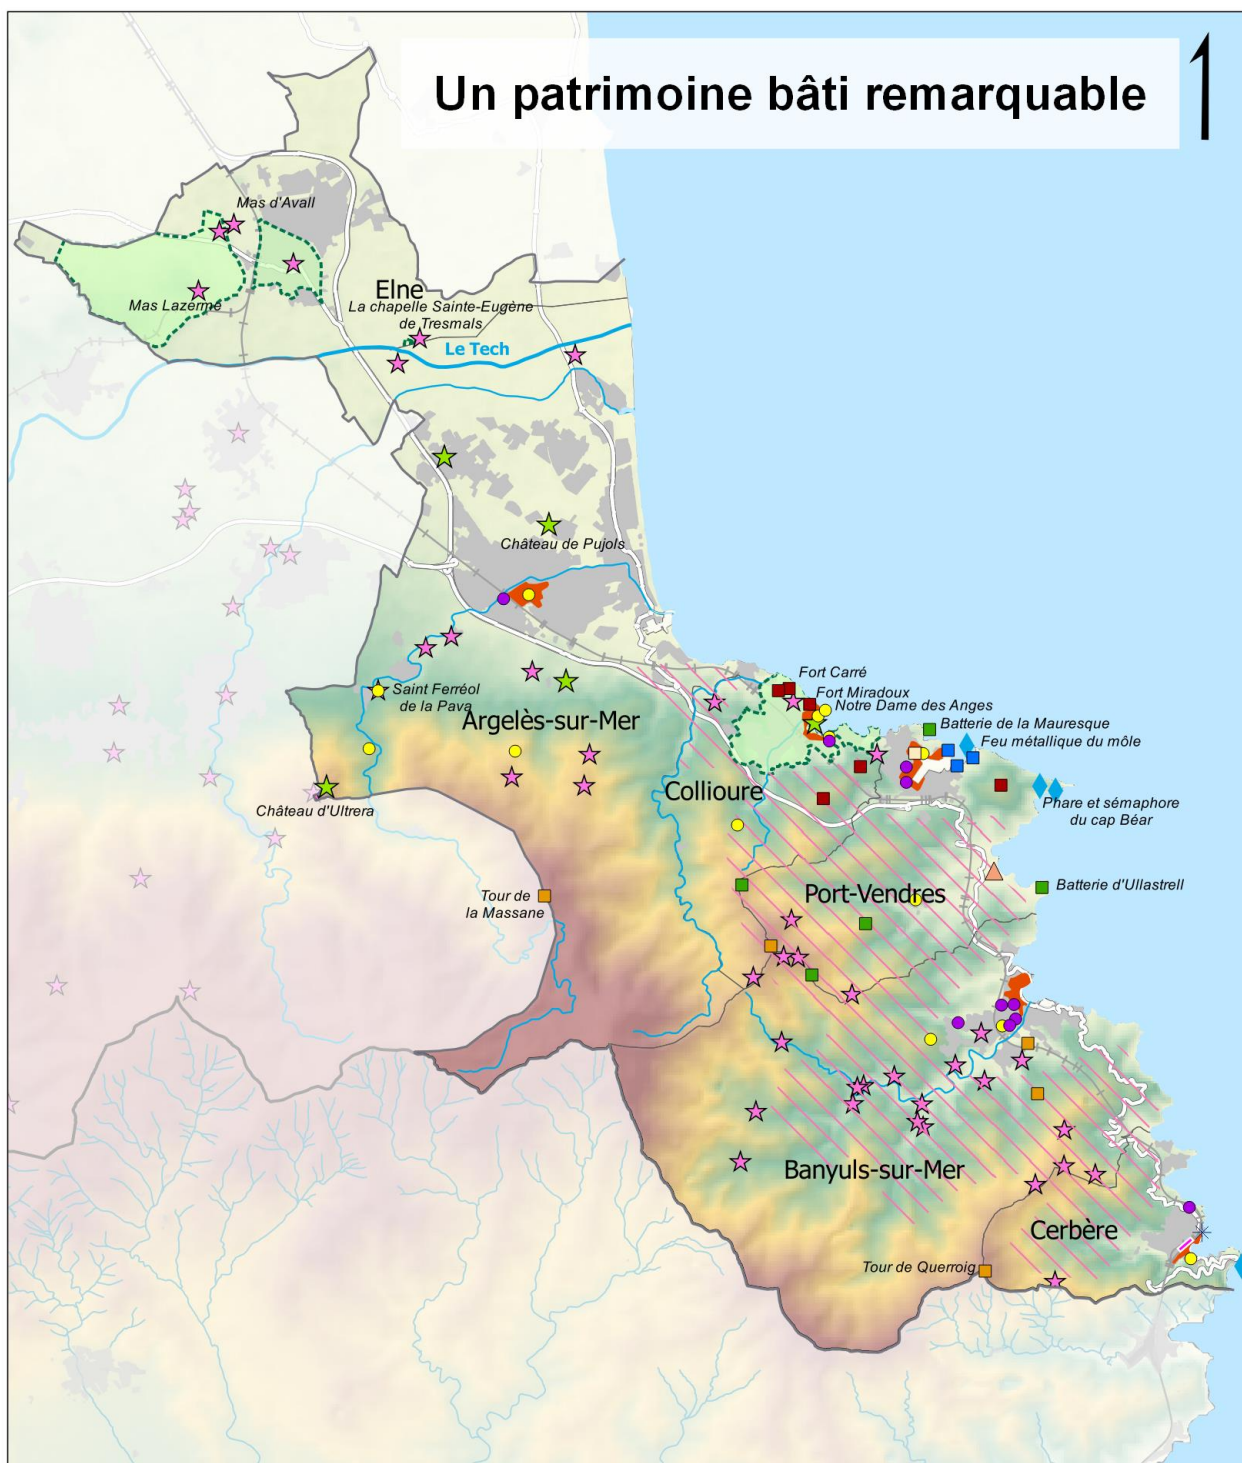 Un patrimoine bâti remarquable
Mas d'Avall
Elne
Mas Lazerme
La chapelle Sainte-Eugène
de Tresmals
Le Tech
Château de Pujols
Fort Carré
Saint Ferréol
de la Pava
Fort Miradoux
Notre Dame des Anges
Argelès-sur-Mer
Batterie de la Mauresque
Feu métallique du môle
Collioure
Château d'Ultrera
Phare et sémaphore
du cap Béar
Tour de
la Massane
Port-Vendres
Batterie d'Ullastrell
Banyuls-sur-Mer
Cerbère
Tour de Querroig